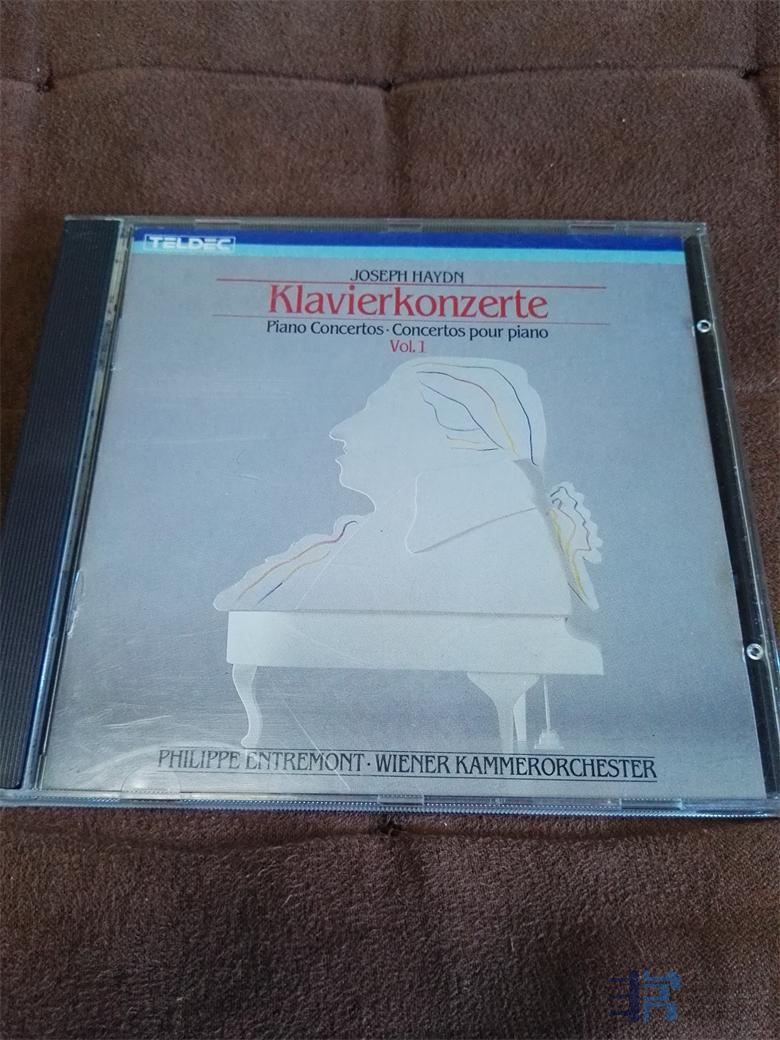 TELDEC
JOSEPH HAYDN
Klavierkonzerte
Piano Concertos · Concertos pour piano
Vol. 1
PHILIPPE ENTREMONT · WIENER KAMMERORCHESTER